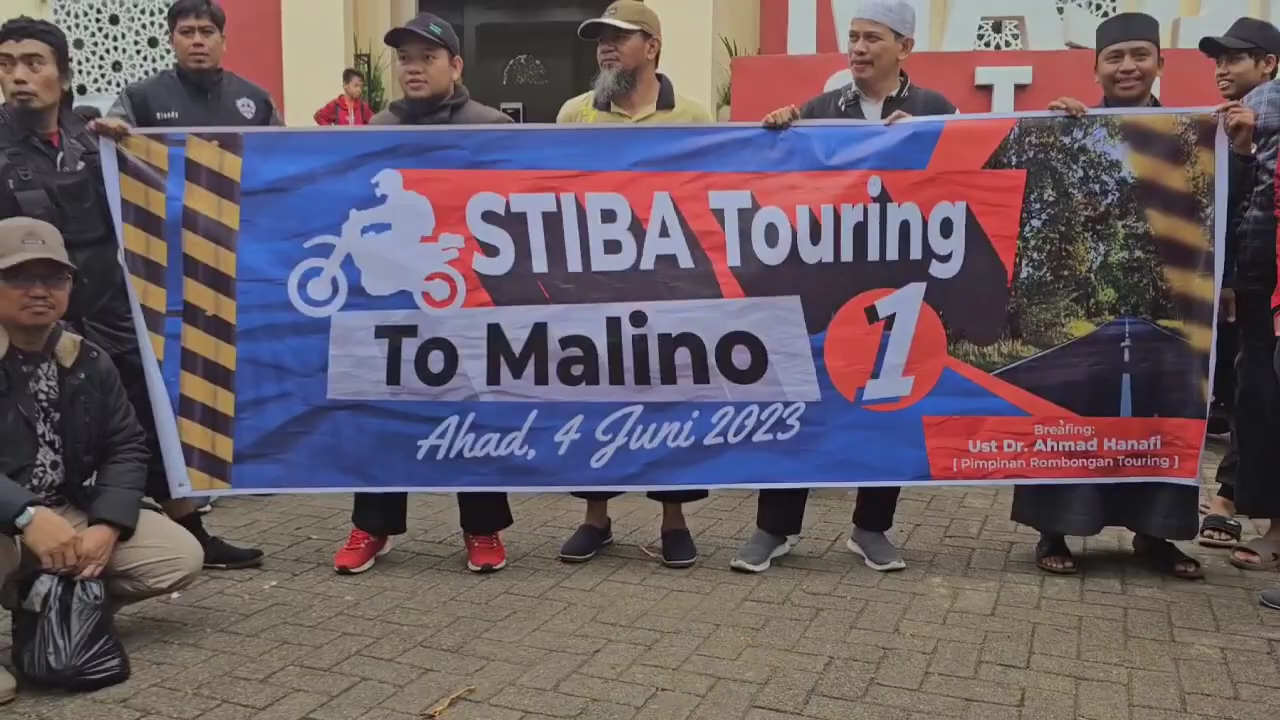 STIBA Touring
To Malino 1
Ahad, 4 Juni 2023
Breafing:
Ust Dr. Ahmad Hanafi
[ Pimpinan Rombongan Touring ]